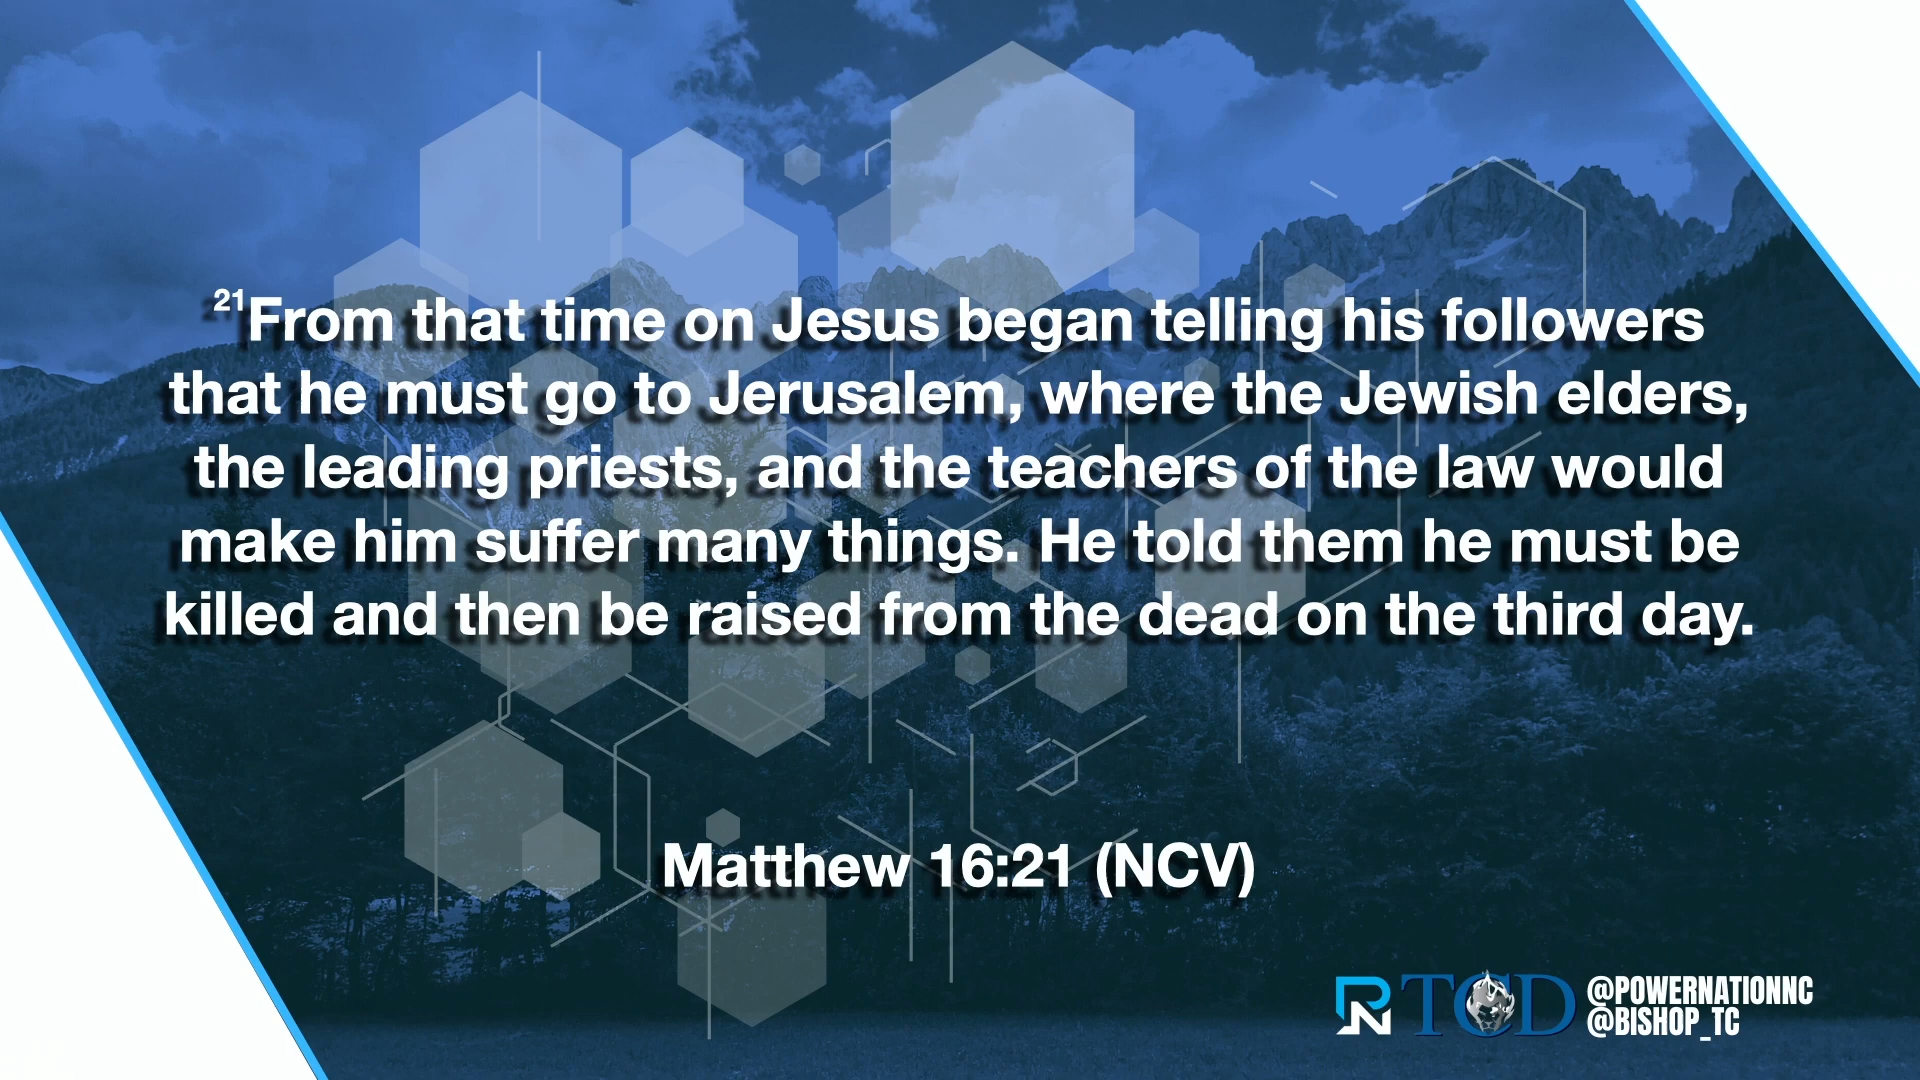 21From that time on Jesus began telling his followers
that he must go to Jerusalem, where the Jewish elders,
the leading priests, and the teachers of the law would
make him suffer many things. He told them he must be
killed and then be raised from the dead on the third day.
Matthew 16:21 (NCV)
PN TCD @POWERNATIONNC
@BISHOP_TC